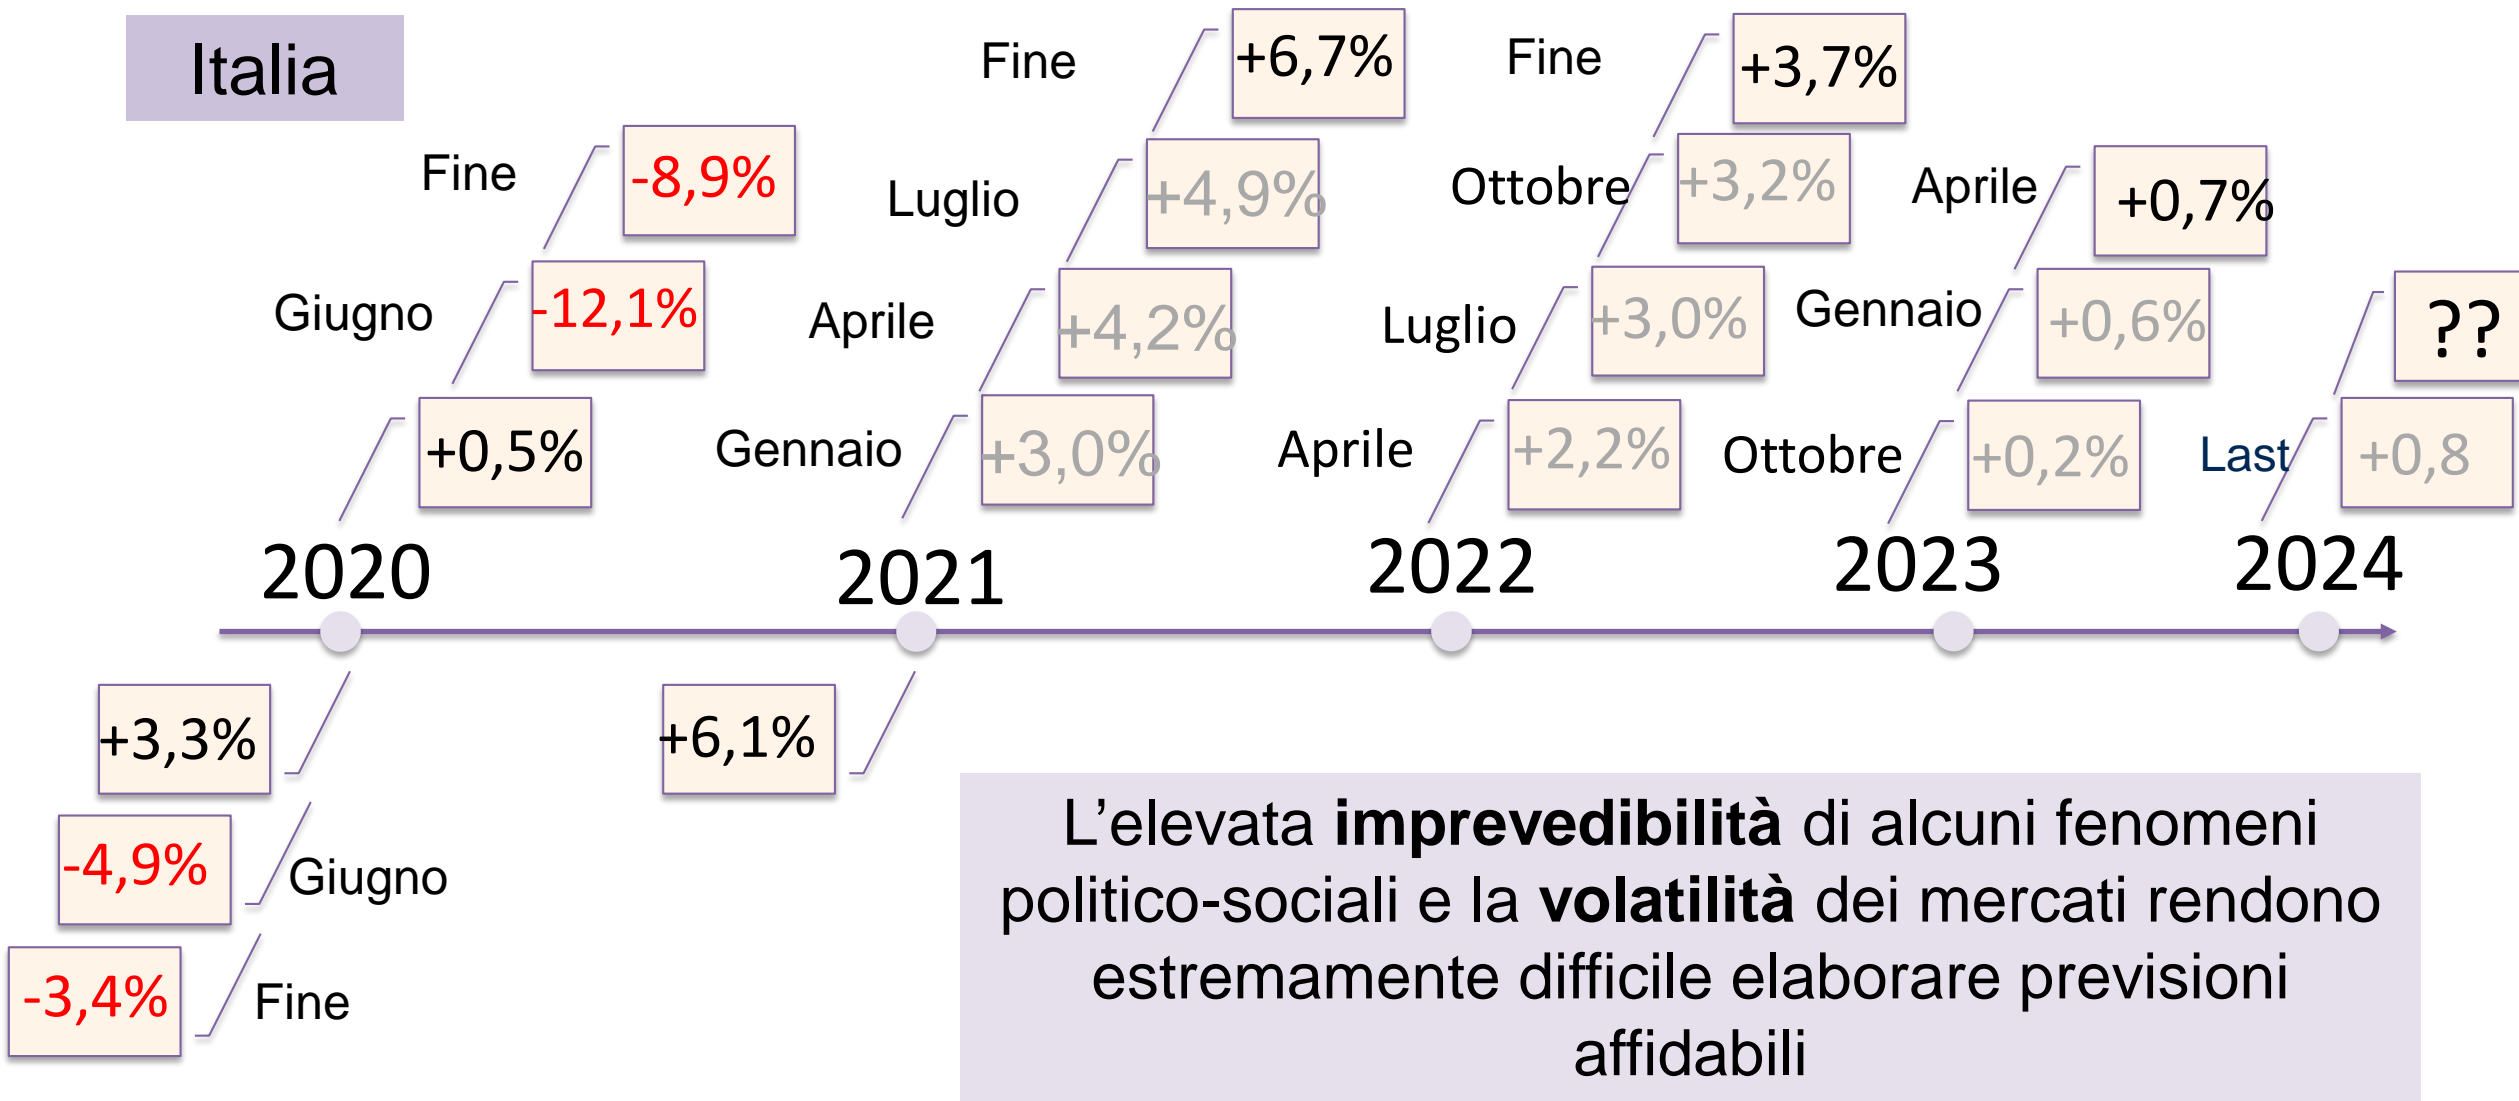 Italia
Fine
+6,7%
Fine
+3,7%
Fine
-8,9%
Luglio
+4,9%
Ottobre
+3,2%
Aprile
+0,7%
Giugno
-12,1%
Aprile
+4,2%
Luglio
+3,0%
Gennaio
+0,6%
??
+0,5%
Gennaio
+3,0%
Aprile
+2,2%
Ottobre
+0,2%
Last
+0,8
2020
2021
2022
2023
2024
+3,3%
+6,1%
-4,9%
Giugno
-3,4%
Fine
L’elevata imprevedibilità di alcuni fenomeni
politico-sociali e la volatilità dei mercati rendono
estremamente difficile elaborare previsioni
affidabili